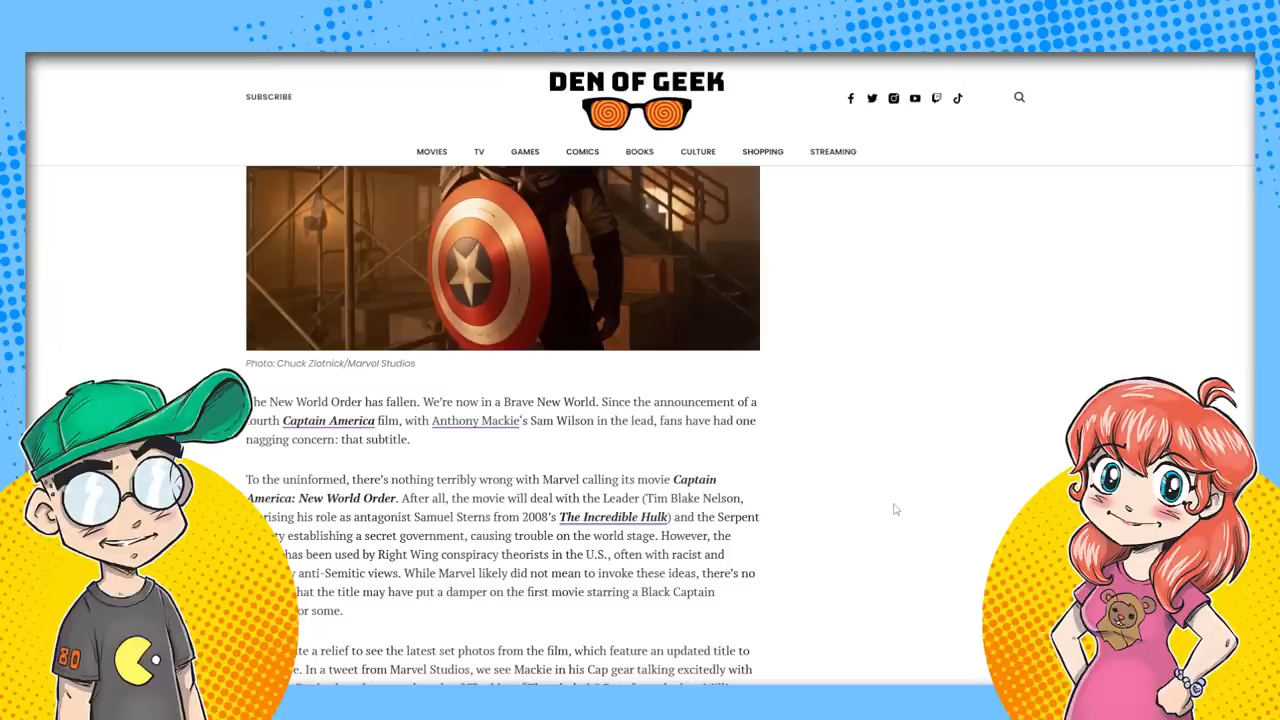 DEN OF GEEK
SUBSCRIBE
MOVIES TV GAMES COMICS BOOKS CULTURE SHOPPING STREAMING
Photo: Chuck Zlotnick/Marvel Studios
he New World Order has fallen. We're now in a Brave New World. Since the announcement of a
ourth Captain America film, with Anthony Mackie‘s Sam Wilson in the lead, fans have had one
nagging concern: that subtitle.
To the uninformed, there's nothing terribly wrong with Marvel calling its movie Captain
America: New World Order. After all, the movie will deal with the Leader (Tim Blake Nelson,
rising his role as antagonist Samuel Sterns from 2008's The Incredible Hulk) and the Serpent
establishing a secret government, causing trouble on the world stage. However, the
has been used by Right Wing conspiracy theorists in the U.S., often with racist and
anti-Semitic views. While Marvel likely did not mean to invoke these ideas, there's no
hat the title may have put a damper on the first movie starring a Black Captain
or some.
a relief to see the latest set photos from the film, which feature an updated title to
In a tweet from Marvel Studios, we see Mackie in his Cap gear talking excitedly with
80